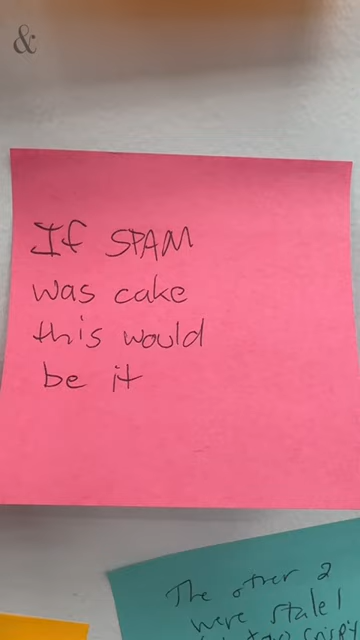 &
If SPAM
was cake
this would
be it
The other 2
were stale!